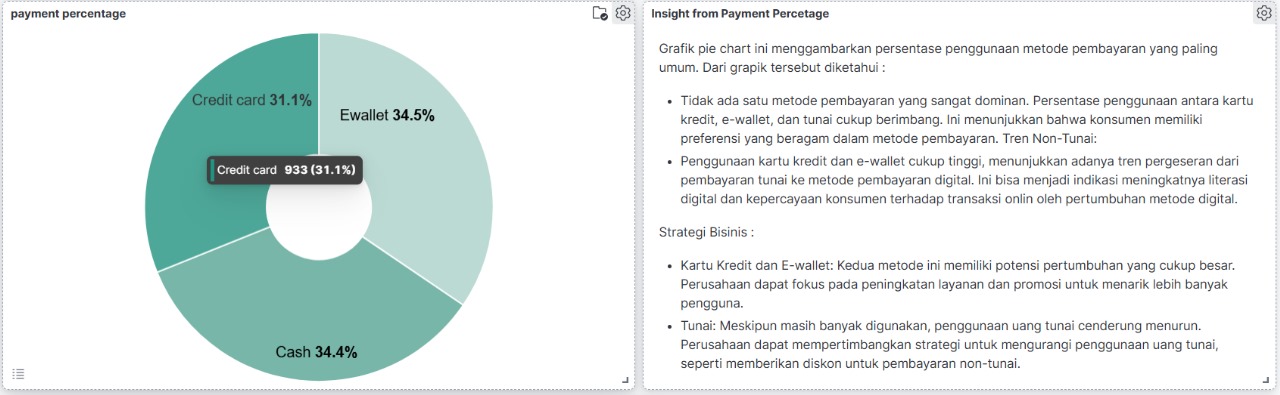 payment percentage
Credit card 31.1%
Ewallet 34.5%
Credit card 933 (31.1%)
Cash 34.4%
Insight from Payment Percetage
Grafik pie chart ini menggambarkan persentase penggunaan metode pembayaran yang paling
umum. Dari grapik tersebut diketahui :
• Tidak ada satu metode pembayaran yang sangat dominan. Persentase penggunaan antara kartu
kredit, e-wallet, dan tunai cukup berimbang. Ini menunjukkan bahwa konsumen memiliki
preferensi yang beragam dalam metode pembayaran. Tren Non-Tunai:
• Penggunaan kartu kredit dan e-wallet cukup tinggi, menunjukkan adanya tren pergeseran dari
pembayaran tunai ke metode pembayaran digital. Ini bisa menjadi indikasi meningkatnya literasi
digital dan kepercayaan konsumen terhadap transaksi onlin oleh pertumbuhan metode digital.
Strategi Bisinis :
• Kartu Kredit dan E-wallet: Kedua metode ini memiliki potensi pertumbuhan yang cukup besar.
Perusahaan dapat fokus pada peningkatan layanan dan promosi untuk menarik lebih banyak
pengguna.
• Tunai: Meskipun masih banyak digunakan, penggunaan uang tunai cenderung menurun.
Perusahaan dapat mempertimbangkan strategi untuk mengurangi penggunaan uang tunai,
seperti memberikan diskon untuk pembayaran non-tunai.